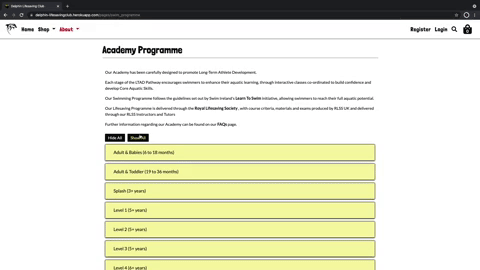 Delphin Lifesaving Club
delphin-lifesavingclub.herokuapp.com/pages/swim_programme
Home Shop About Register Login
0
Academy Programme
Our Academy has been carefully designed to promote Long-Term Athlete Development.
Each stage of the LTAD Pathway encourages swimmers to enhance their aquatic learning, through interactive classes co-ordinated to build confidence and
develop Core Aquatic Skills.
Our Swimming Programme follows the guidelines set out by Swim Ireland's Learn To Swim initiative, allowing swimmers to reach their full aquatic potential.
Our Lifesaving Programme is delivered through the Royal Lifesaving Society , with course criteria, materials and exams produced by RLSS UK and delivered
through our RLSS Instructors and Tutors
Further information regarding our Academy can be found on our FAQs page.
Hide All Show All
Adult & Babies (6 to 18 months)
Adult & Toddler (19 to 36 months)
Splash (3+ years)
Level 1 (5+ years)
Level 2 (5+ years)
Level 3 (5+ years)
Level 4 (6+ years)